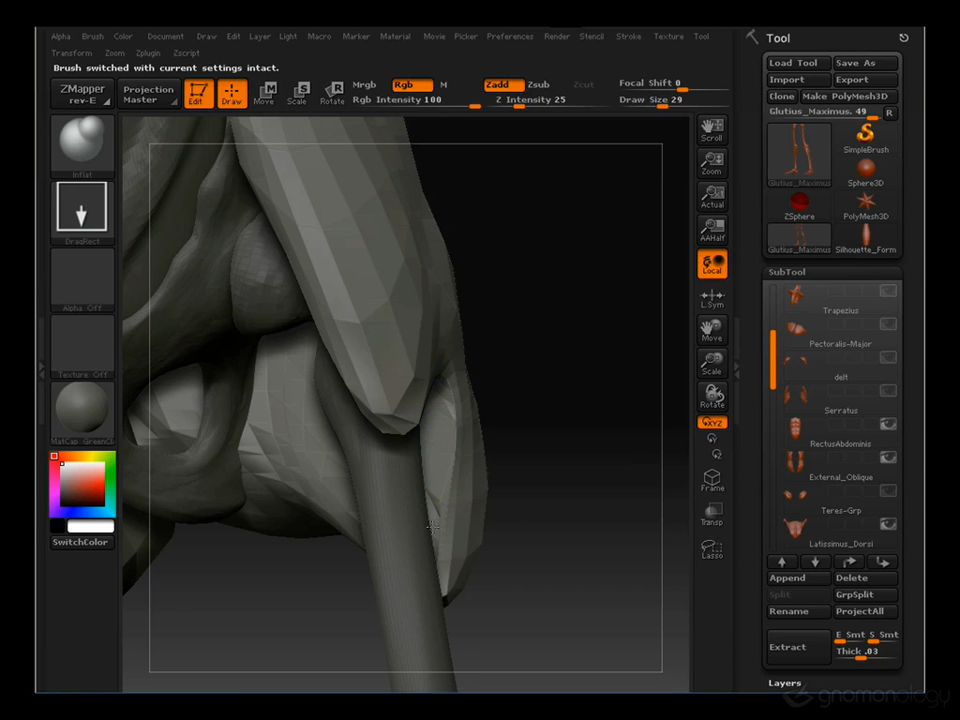 Alpha Brush Color Document Draw Edit Layer Light Macro Marker Material Movie Picker Preferences Render Stencil Stroke Texture Tool
Transform Zoom Zplugin Zscript
Brush switched with current settings intact.
ZMapper
rev-E
Projection
Master
Edit
Draw
Move
Scale
Rotate
Mrgb
Rgb
M
Rgb Intensity 100
Zadd
Zsub
Zcut
Z Intensity 25
Focal Shift 0
Draw Size 29
Inflat
DragRect
Alpha Off
Texture Off
SwitchColor
Scroll
Zoom
Actual
AAHalf
Local
L.Sym
Move
Scale
Rotate
XYZ
Frame
Transp
Lasso
Tool
Load Tool
Save As
Import
Export
Clone
Make PolyMesh3D
Glutius_Maximus. 49
R
Glutius_Maximus
SimpleBrush
Sphere3D
ZSphere
PolyMesh3D
Glutius_Maximus
Silhouette_Form
SubTool
Trapezius
Pectoralis-Major
delt
Serratus
RectusAbdominis
External_Oblique
Teres-Grp
Latissimus_Dorsi
Append
Delete
Split
GrpSplit
Rename
ProjectAll
Extract
E Smt S Smt
Thick .03
Layers
gnomonology